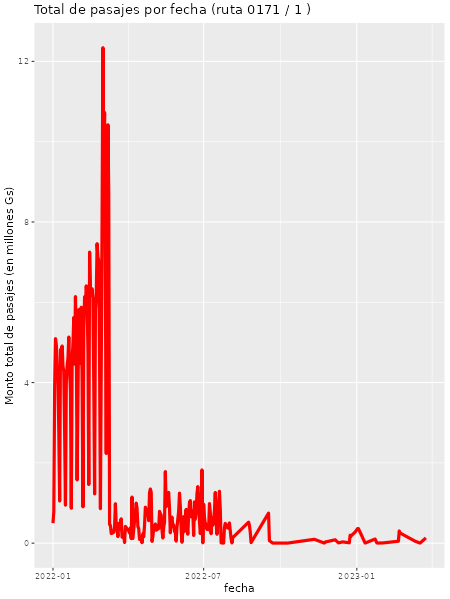 Total de pasajes por fecha (ruta 0171 / 1 )
Monto total de pasajes (en millones Gs)
12
8
4
0
2022-01
2022-07
2023-01
fecha